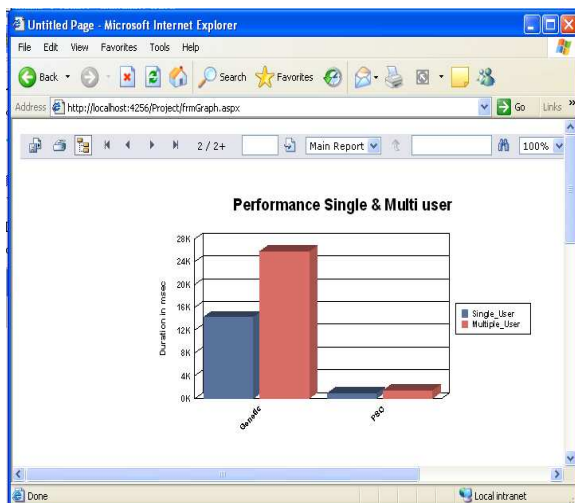 Untitled Page - Microsoft Internet Explorer
File Edit View Favorites Tools Help
Back Search Favorites
Address http://localhost:4256/Project/frmGraph.aspx Go Links »
2 / 2+ Main Report 100%
Performance Single & Multi user
28K
24K
20K
16K
12K
8K
4K
0K
Duration in msec
Genetic
PSO
Single_User
Multiple_User
Done Local intranet